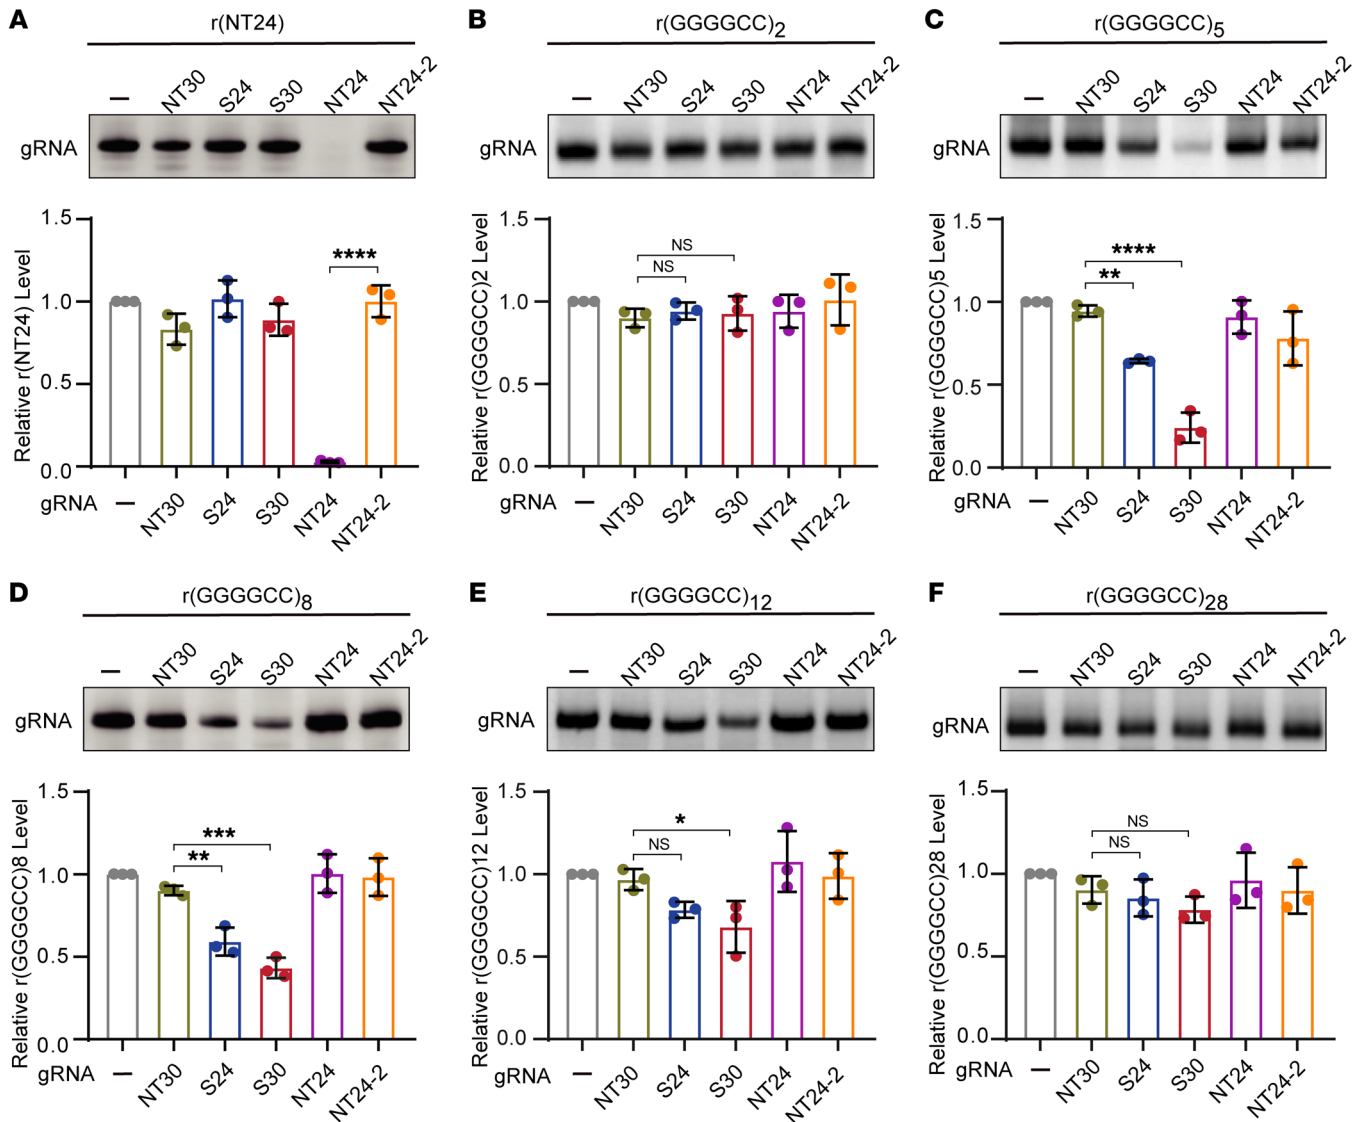 A
r(NT24)
— NT30 S24 S30 NT24 NT24-2
gRNA
Relative r(NT24) Level
1.5
1.0
0.5
0.0
****
gRNA — NT30 S24 S30 NT24 NT24-2
B
r(GGGGCC)2
— NT30 S24 S30 NT24 NT24-2
gRNA
Relative r(GGGGCC)2 Level
1.5
1.0
0.5
0.0
NS
NS
NT30 S24 S30 NT24 NT24-2
C
r(GGGGCC)5
— NT30 S24 S30 NT24 NT24-2
gRNA
Relative r(GGGGCC)5 Level
1.5
1.0
0.5
0.0
****
**
gRNA — NT30 S24 S30 NT24 NT24-2
D
r(GGGGCC)8
— NT30 S24 S30 NT24 NT24-2
gRNA
Relative r(GGGGCC)8 Level
1.5
1.0
0.5
0.0
***
**
gRNA — NT30 S24 S30 NT24 NT24-2
E
r(GGGGCC)12
— NT30 S24 S30 NT24 NT24-2
gRNA
Relative r(GGGGCC)12 Level
1.5
1.0
0.5
0.0
*
NS
gRNA — NT30 S24 S30 NT24 NT24-2
F
r(GGGGCC)28
— NT30 S24 S30 NT24 NT24-2
gRNA
Relative r(GGGGCC)28 Level
1.5
1.0
0.5
0.0
NS
NS
gRNA — NT30 S24 S30 NT24 NT24-2